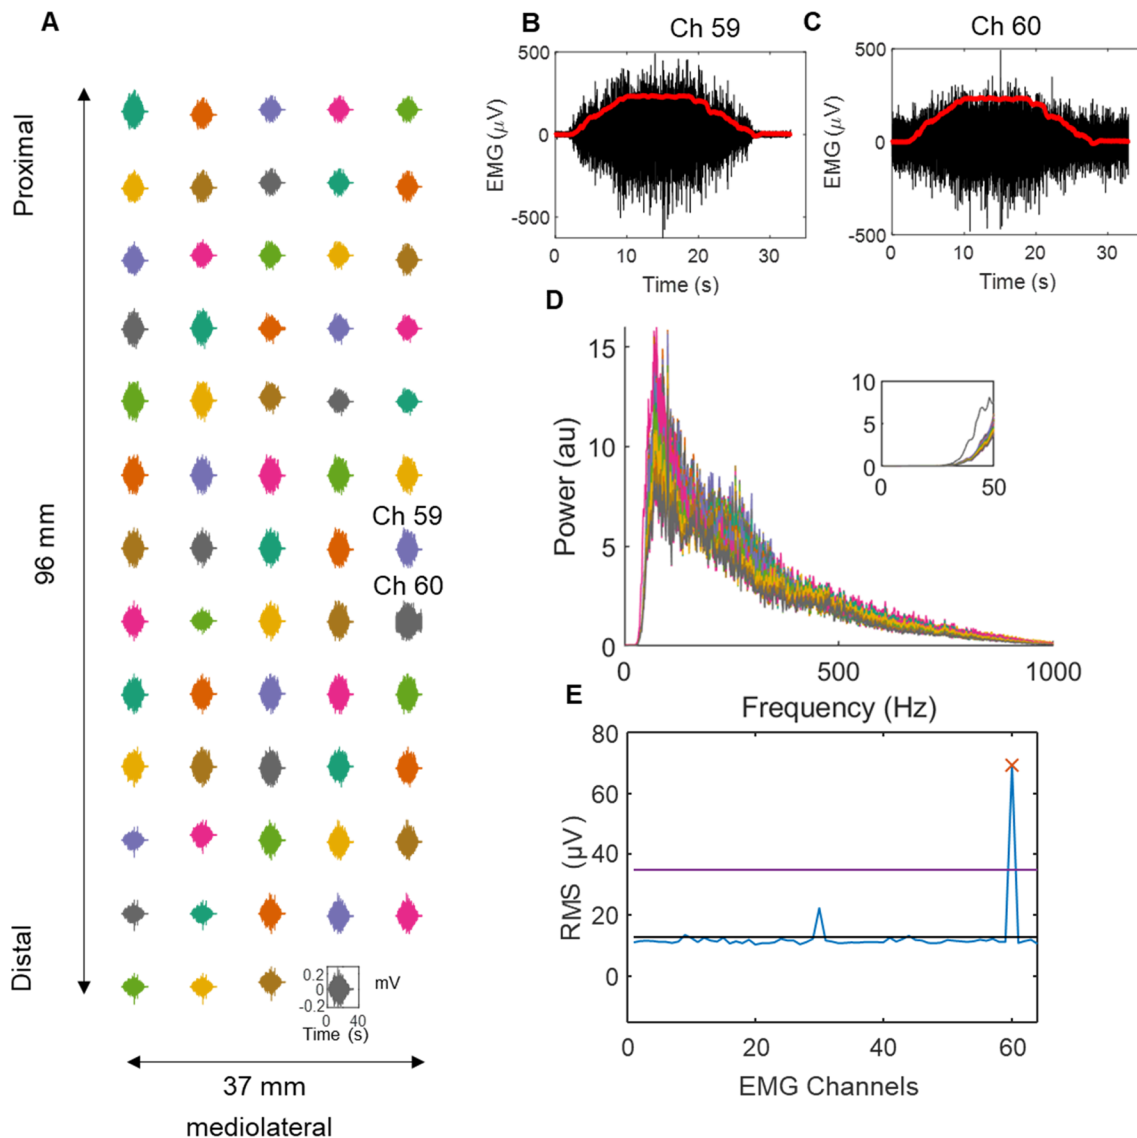 A
Proximal
96 mm
Distal
Ch 59
Ch 60
0.2
0
-0.2
mV
0 40
Time (s)
37 mm
mediolateral
B
Ch 59
500
0
-500
EMG (μV)
0 10 20 30
Time (s)
C
Ch 60
500
0
-500
EMG (μV)
0 10 20 30
Time (s)
D
15
10
5
0
Power (au)
0 500 1000
Frequency (Hz)
10
5
0
0 50
E
80
60
40
20
0
RMS (μV)
0 20 40 60
EMG Channels